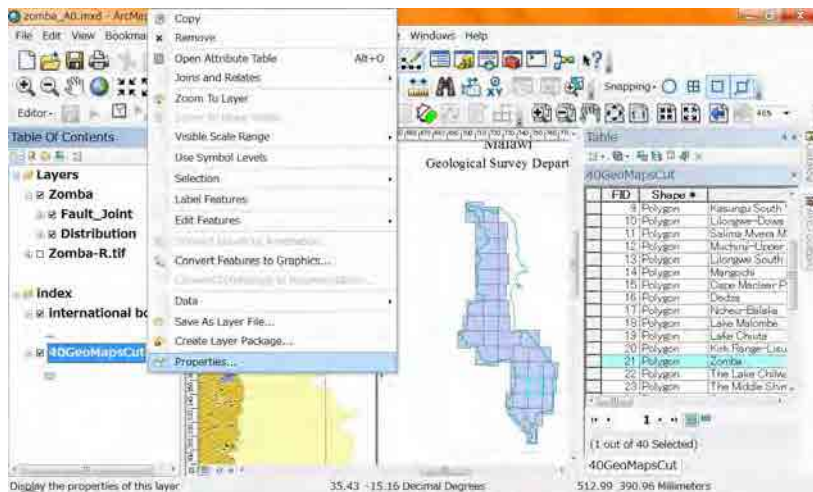 zomba_A0.mxd - ArcMap
File Edit View Bookma
Windows Help
Editor
Snapping
46%
Table Of Contents
Layers
Zomba
Fault_Joint
Distribution
Zomba-R.tif
index
international bo
40GeoMapsCut
Copy
Remove
Open Attribute Table Alt+O
Joins and Relates
Zoom To Layer
Visible Scale Range
Use Symbol Levels
Selection
Label Features
Edit Features
Convert Features to Graphics...
Data
Save As Layer File...
Create Layer Package...
Properties...
Malawi
Geological Survey Depart
Table
40GeoMapsCut
FID Shape *
9 Polygon Kasungu South
10 Polygon Lilongwe-Dowa
11 Polygon Salima Mvera M
12 Polygon Muchinji-Upper
13 Polygon Lilongwe South
14 Polygon Mangochi
15 Polygon Cape Maclear P
16 Polygon Dedza
17 Polygon Ncheu-Balaka
18 Polygon Lake Malombe
19 Polygon Lake Chiuta
20 Polygon Kirk Range-Lisu
21 Polygon Zomba
22 Polygon The Lake Chilwa
23 Polygon The Middle Shir
1
(1 out of 40 Selected)
40GeoMapsCut
Display the properties of this layer
35.43 -15.16 Decimal Degrees
512.99 390.96 Millimeters